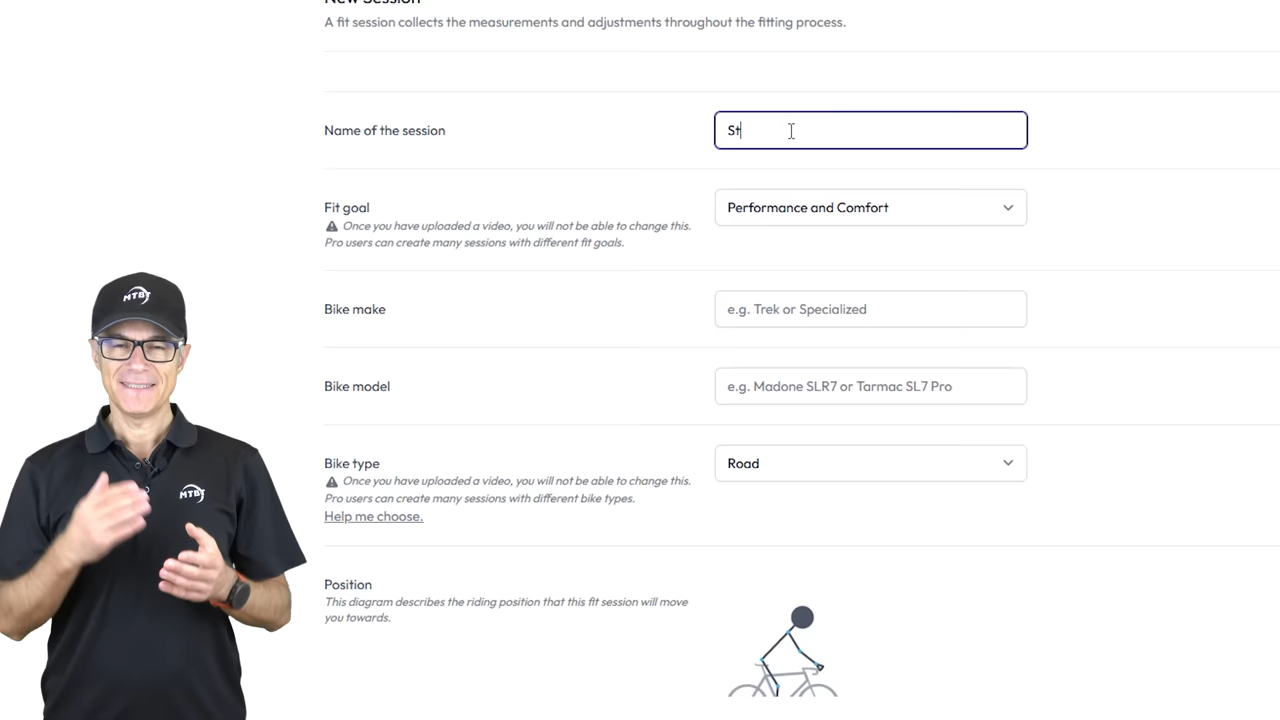 New Session
A fit session collects the measurements and adjustments throughout the fitting process.
Name of the session
St
Fit goal
Performance and Comfort
Once you have uploaded a video, you will not be able to change this.
Pro users can create many sessions with different fit goals.
Bike make
e.g. Trek or Specialized
Bike model
e.g. Madone SLR7 or Tarmac SL7 Pro
Bike type
Road
Once you have uploaded a video, you will not be able to change this.
Pro users can create many sessions with different bike types.
Help me choose.
Position
This diagram describes the riding position that this fit session will move
you towards.
MTBT
MTBT